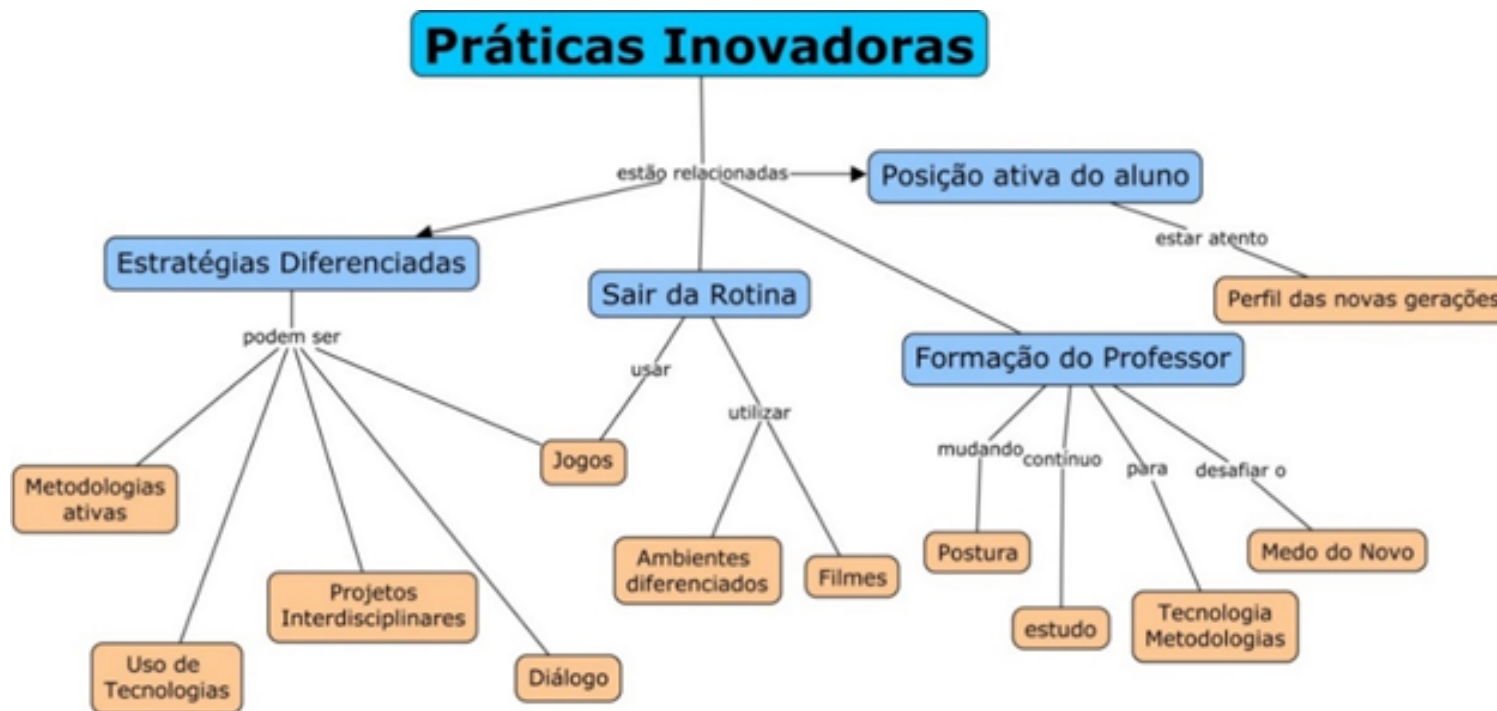 Práticas Inovadoras
estão relacionadas
Posição ativa do aluno
estar atento
Perfil das novas gerações
Estratégias Diferenciadas
podem ser
Metodologias
ativas
Uso de
Tecnologias
Projetos
Interdisciplinares
Diálogo
Jogos
Sair da Rotina
usar
utilizar
Ambientes
diferenciados
Filmes
Formação do Professor
mudando
contínuo
para
desafiar o
Postura
estudo
Tecnologia
Metodologias
Medo do Novo